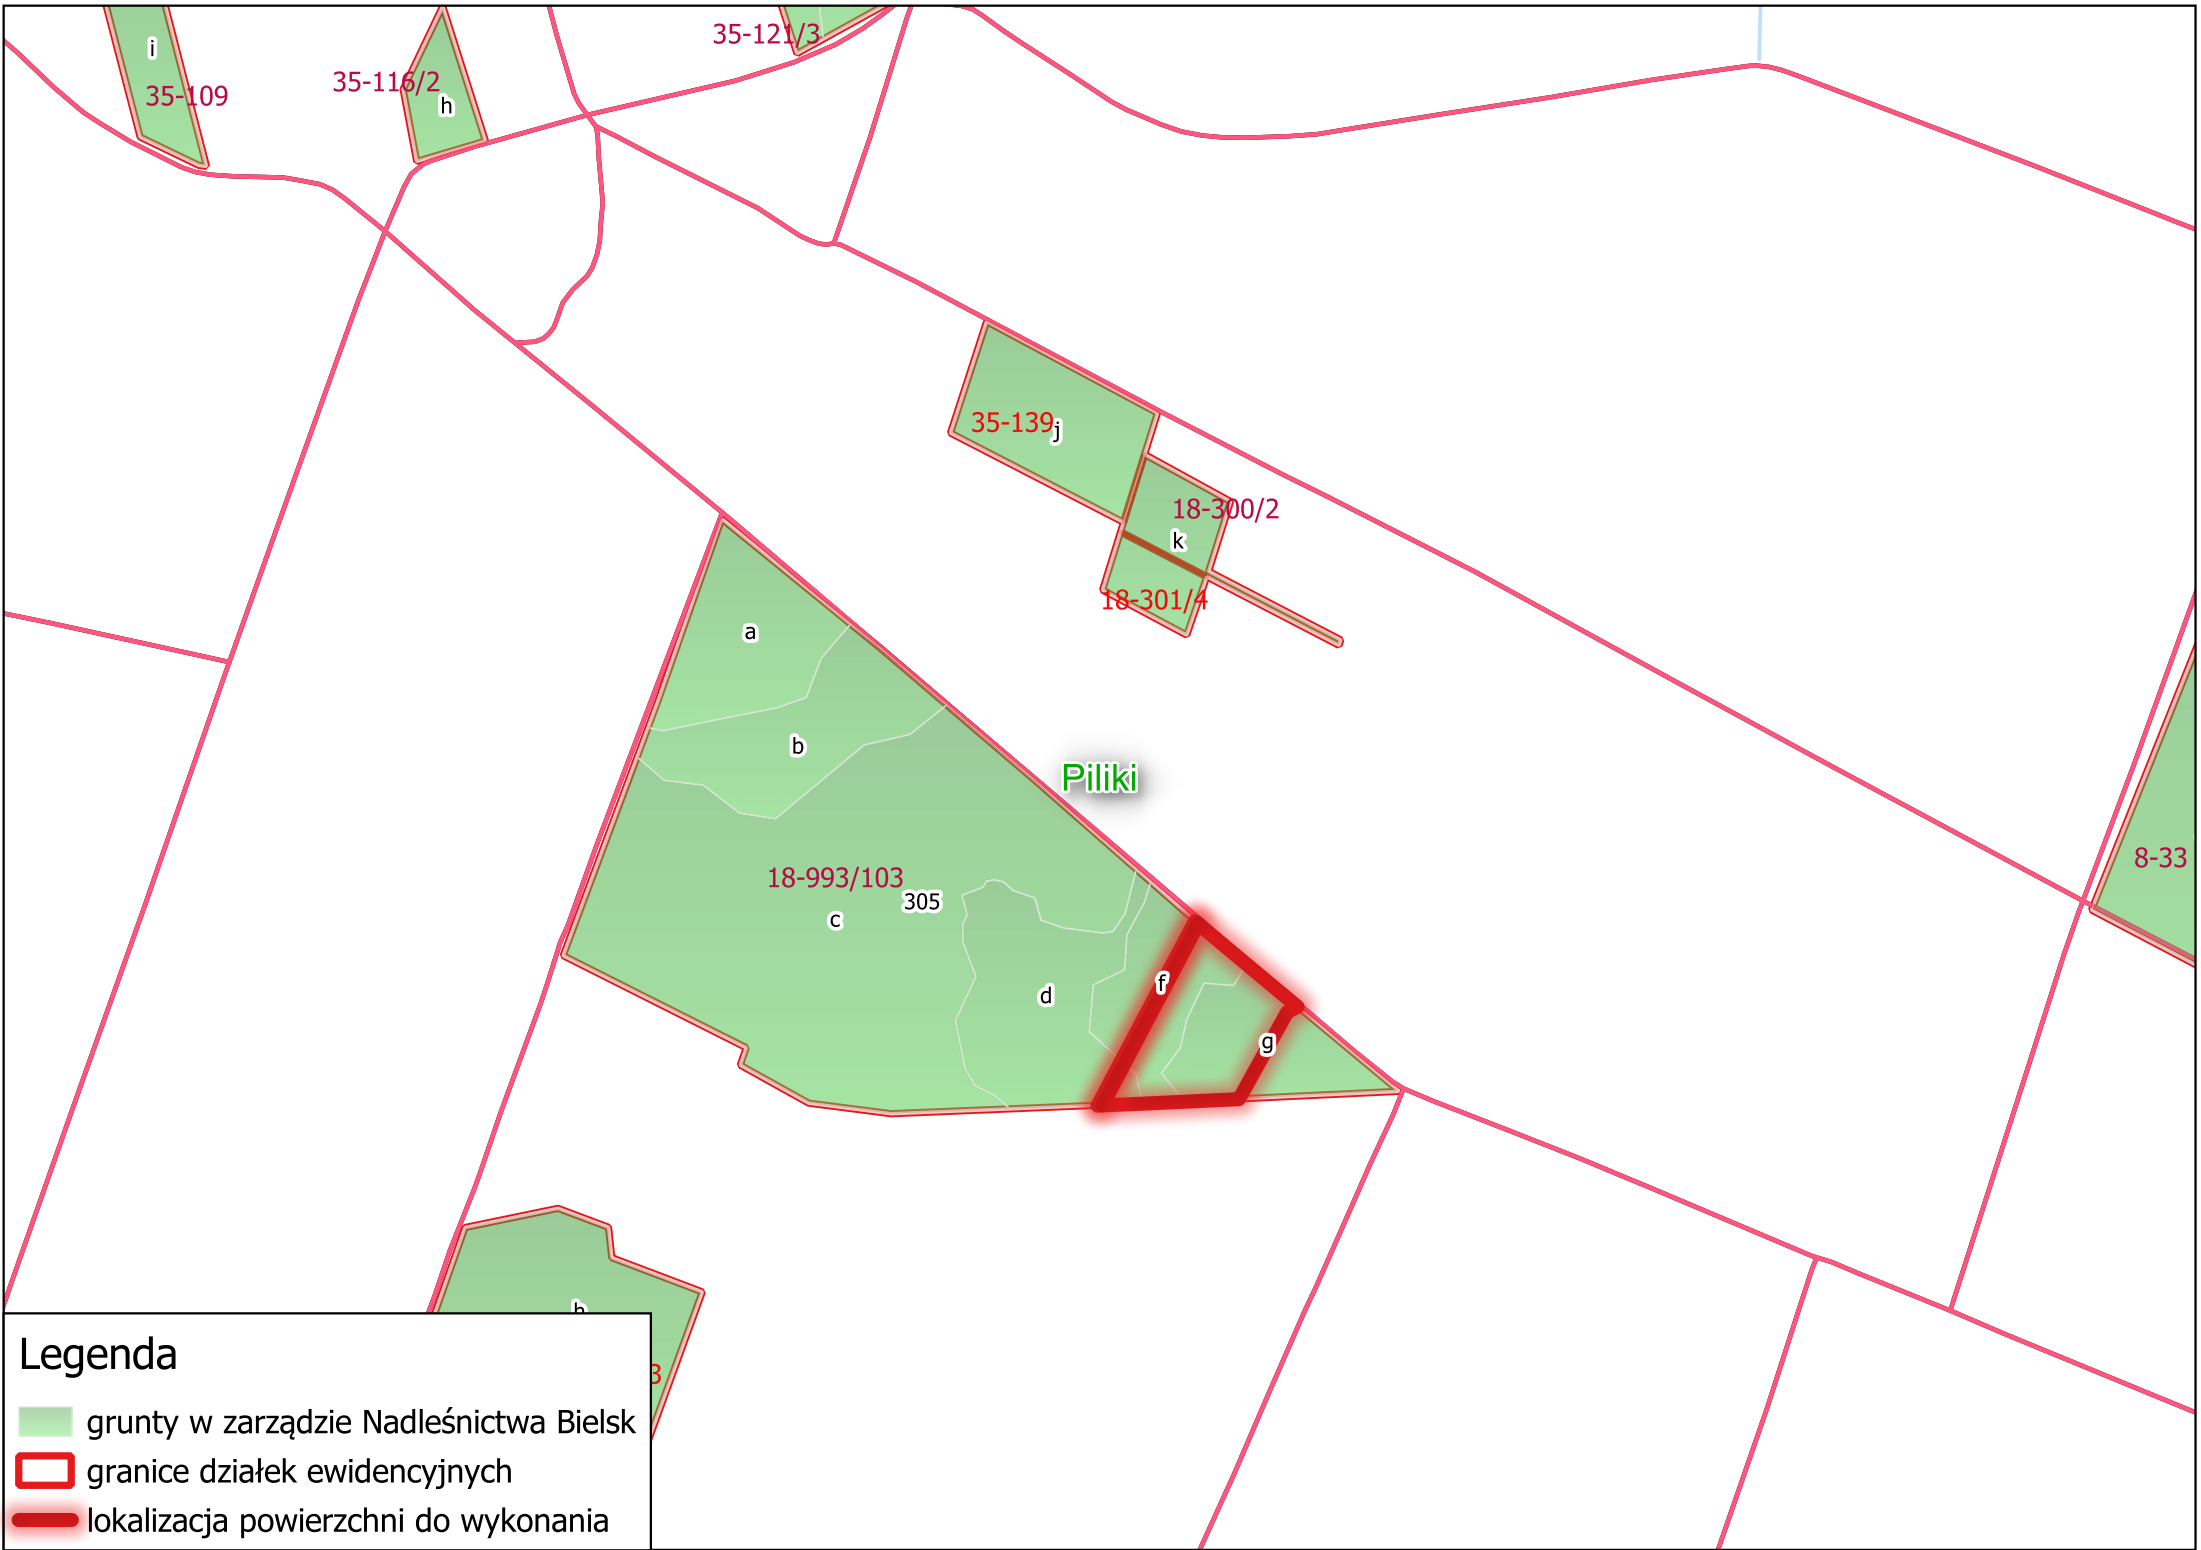 35-121/3
i
35-116/2
35-109
h
35-139
j
18-300/2
k
18-301/4
a
b
Piliki
8-33
18-993/103
305
c
f
d
g
h
3
Legenda
grunty w zarządzie Nadleśnictwa Bielsk
granice działek ewidencyjnych
lokalizacja powierzchni do wykonania